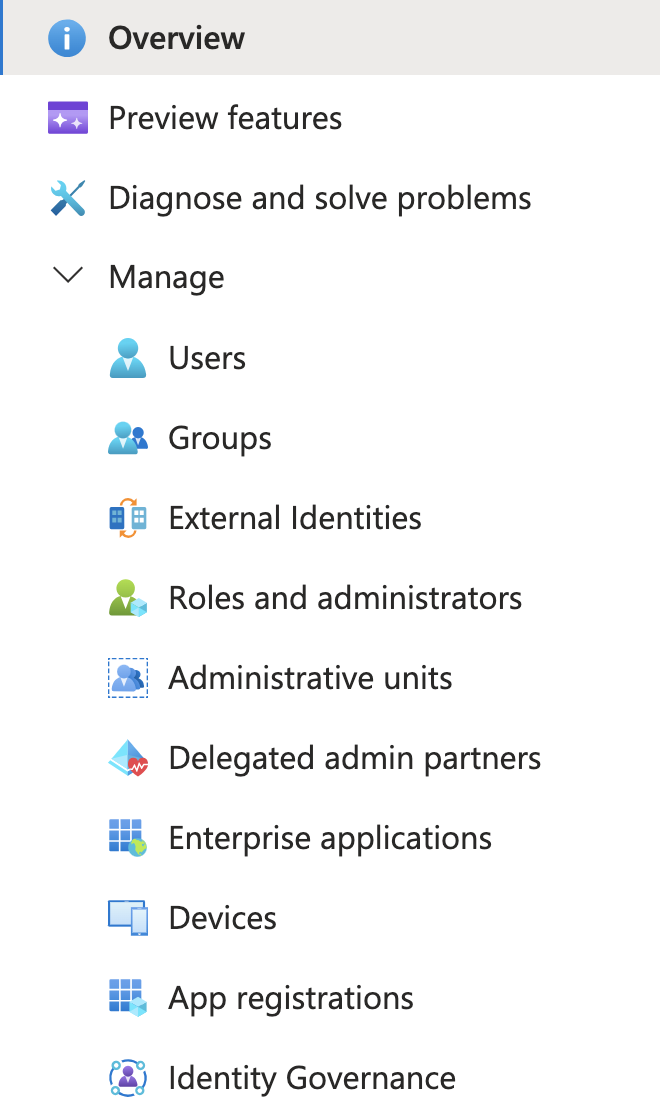 Overview
Preview features
Diagnose and solve problems
Manage
Users
Groups
External Identities
Roles and administrators
Administrative units
Delegated admin partners
Enterprise applications
Devices
App registrations
Identity Governance